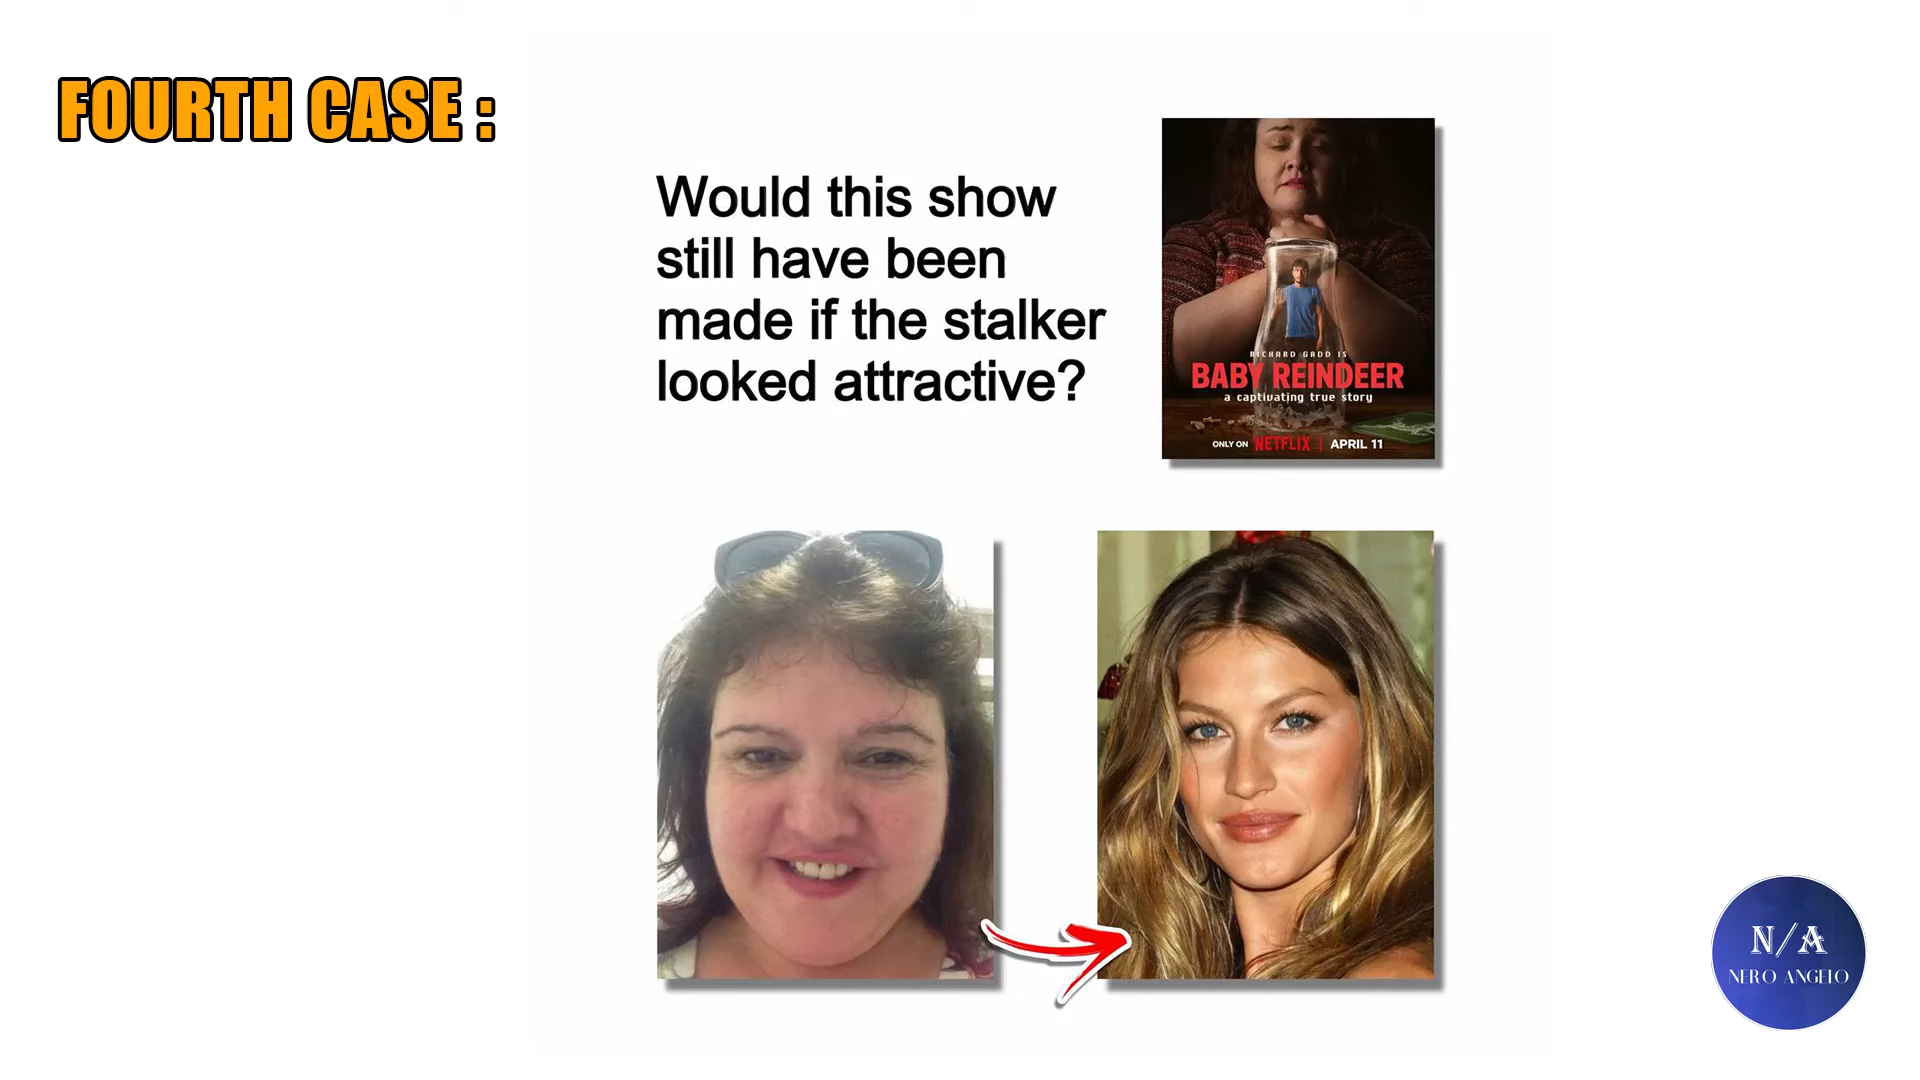 FOURTH CASE :
Would this show
still have been
made if the stalker
looked attractive?
RICHARD GADD IS
BABY REINDEER
a captivating true story
ONLY ON NETFLIX | APRIL 11
N/A
NERO ANGELO